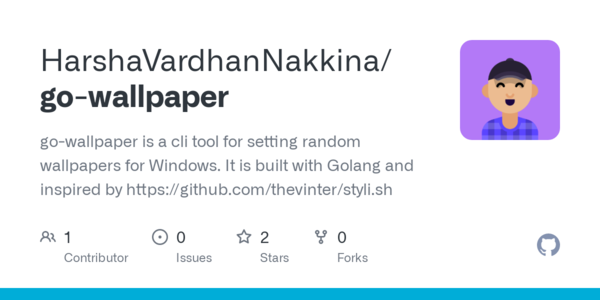 HarshaVardhanNakkina/
go-wallpaper
go-wallpaper is a cli tool for setting random
wallpapers for Windows. It is built with Golang and
inspired by https://github.com/thevinter/styli.sh
1 0 2 0
Contributor Issues Stars Forks